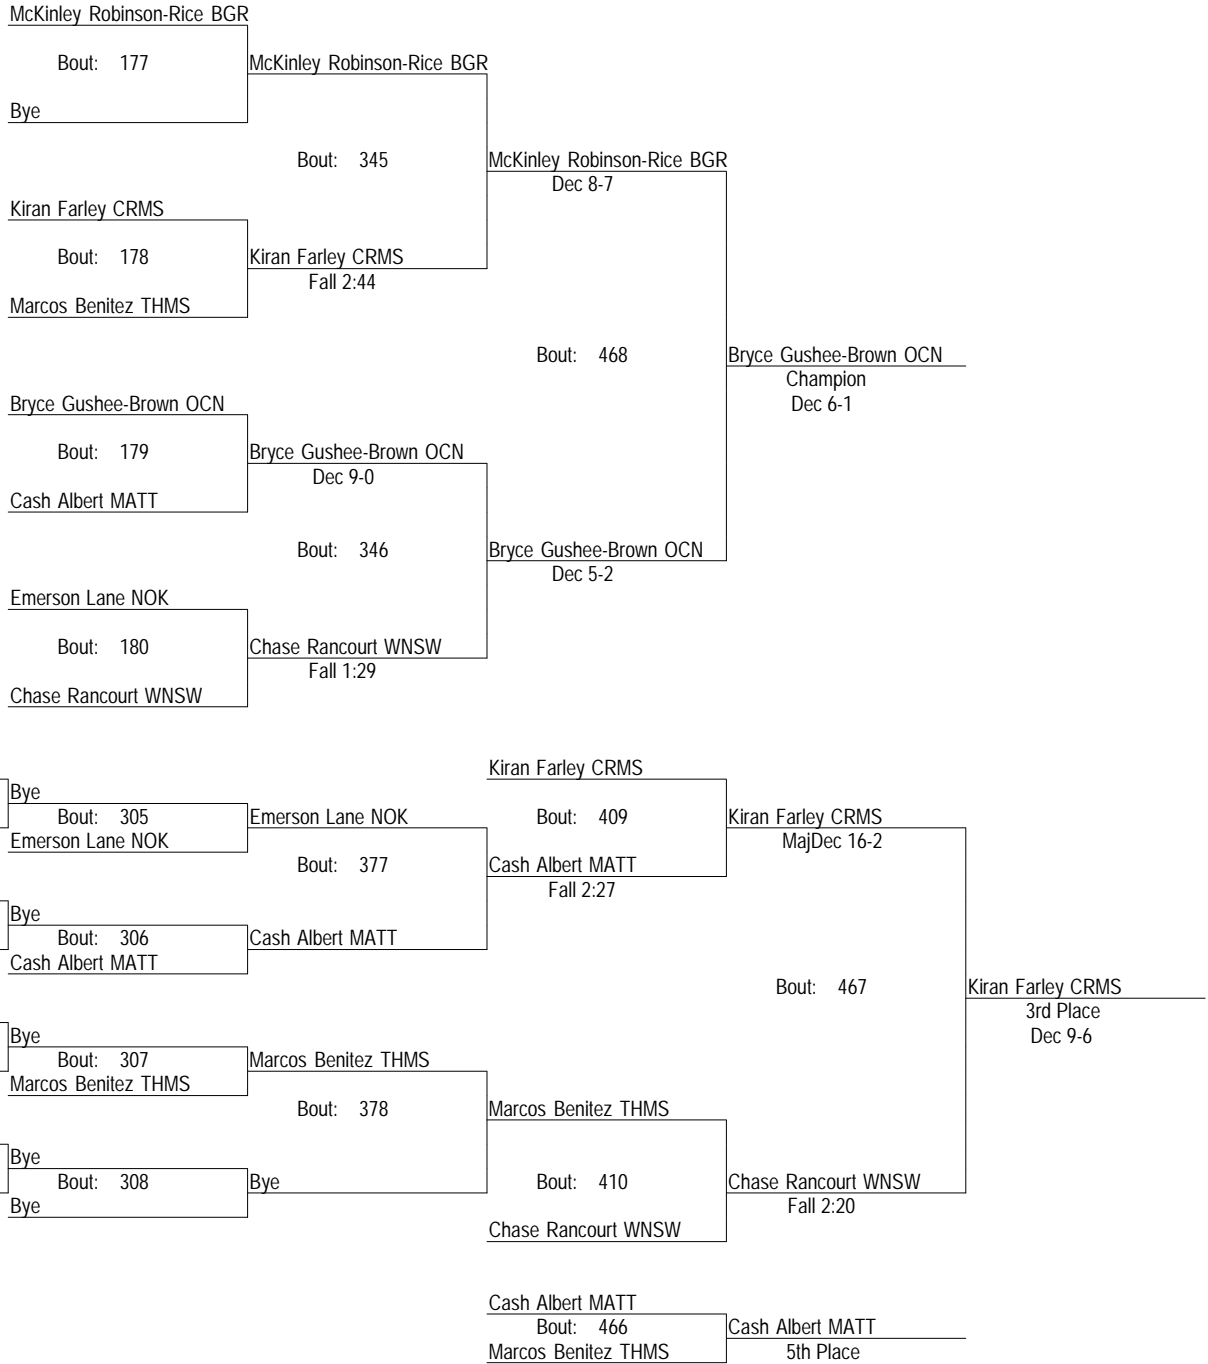 McKinley Robinson-Rice BGR
Bout: 177
McKinley Robinson-Rice BGR
Bye
Bout: 345
McKinley Robinson-Rice BGR
Dec 8-7
Kiran Farley CRMS
Bout: 178
Kiran Farley CRMS
Fall 2:44
Marcos Benitez THMS
Bout: 468
Bryce Gushee-Brown OCN
Champion
Dec 6-1
Bryce Gushee-Brown OCN
Bout: 179
Bryce Gushee-Brown OCN
Dec 9-0
Cash Albert MATT
Bout: 346
Bryce Gushee-Brown OCN
Dec 5-2
Emerson Lane NOK
Bout: 180
Chase Rancourt WNSW
Fall 1:29
Chase Rancourt WNSW
Kiran Farley CRMS
Bye
Bout: 305
Emerson Lane NOK
Emerson Lane NOK
Bout: 409
Kiran Farley CRMS
MajDec 16-2
Bout: 377
Cash Albert MATT
Fall 2:27
Bye
Bout: 306
Cash Albert MATT
Cash Albert MATT
Bout: 467
Kiran Farley CRMS
3rd Place
Dec 9-6
Bye
Bout: 307
Marcos Benitez THMS
Marcos Benitez THMS
Bout: 378
Marcos Benitez THMS
Bye
Bout: 308
Bye
Bye
Bout: 410
Chase Rancourt WNSW
Fall 2:20
Chase Rancourt WNSW
Cash Albert MATT
Bout: 466
Cash Albert MATT
Marcos Benitez THMS
5th Place